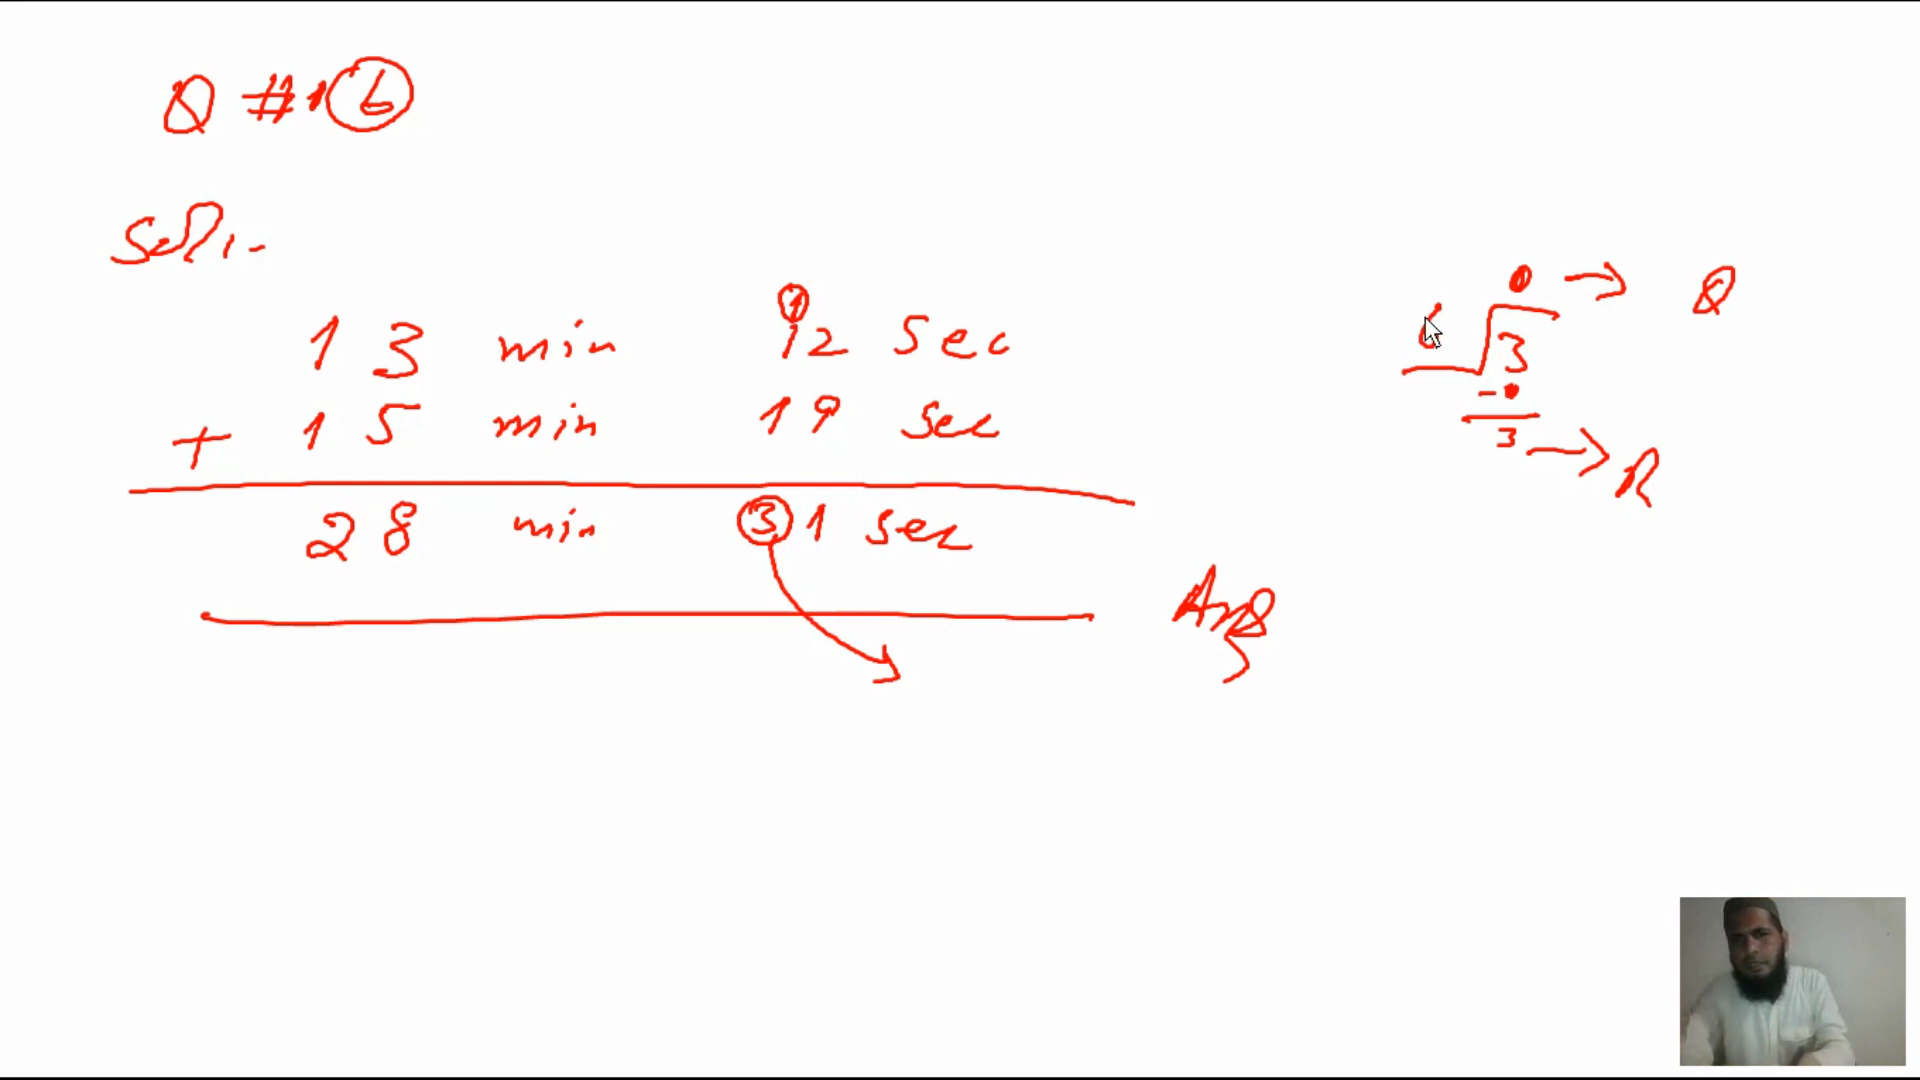 Q # 6
Sol:-
1
13 min 12 sec
+ 15 min 19 sec
28 min 31 sec
Ans
0 → Q
6 3
- 0
3 → R